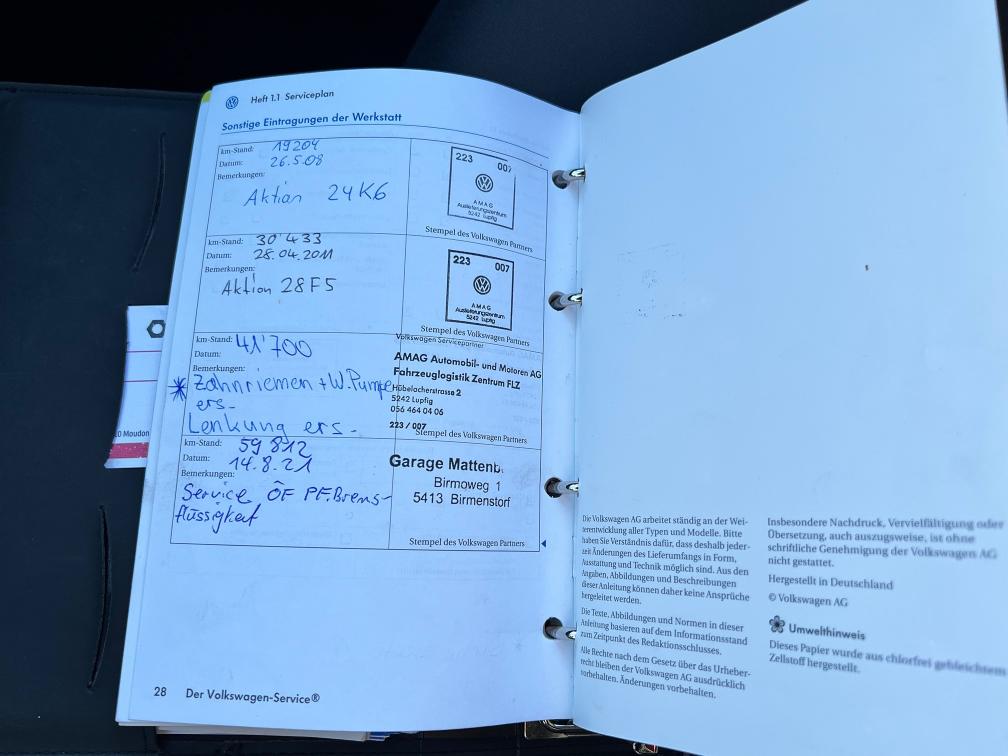 Heft 1.1 Serviceplan
Sonstige Eintragungen der Werkstatt
km-Stand: 19204
Datum: 26.5.08
Bemerkungen:
Aktion 24K6
223 007
AMAG
Auslieferungszentrum
5242 Lupfig
Stempel des Volkswagen Partners
km-Stand: 30'433
Datum: 28.04.2011
Bemerkungen:
Aktion 28F5
223 007
AMAG
Auslieferungszentrum
5242 Lupfig
Stempel des Volkswagen Partners
km-Stand: 41'700
Datum:
Bemerkungen:
* Zahnriemen + W.Pumpe
ers.
Lenkung ers.
Volkswagen Servicepartner
AMAG Automobil- und Motoren AG
Fahrzeuglogistik Zentrum FLZ
Hübelacherstrasse 2
5242 Lupfig
056 464 04 06
223 / 007
Stempel des Volkswagen Partners
km-Stand: 59 812
Datum: 14.8.21
Bemerkungen:
Service ÖF PF. Brems-
flüssigkeit
Garage Mattenb
Birmoweg 1
5413 Birmenstorf
Stempel des Volkswagen Partners
28 Der Volkswagen-Service®
Moudon
Die Volkswagen AG arbeitet ständig an der Wei-
terentwicklung aller Typen und Modelle. Bitte
haben Sie Verständnis dafür, dass deshalb jeder-
zeit Änderungen des Lieferumfangs in Form,
Ausstattung und Technik möglich sind. Aus den
Angaben, Abbildungen und Beschreibungen
dieser Anleitung können daher keine Ansprüche
hergeleitet werden.
Die Texte, Abbildungen und Normen in dieser
Anleitung basieren auf dem Informationsstand
zum Zeitpunkt des Redaktionsschlusses.
Alle Rechte nach dem Gesetz über das Urheber-
recht bleiben der Volkswagen AG ausdrücklich
vorbehalten. Änderungen vorbehalten.
Insbesondere Nachdruck, Vervielfältigung oder
Übersetzung, auch auszugsweise, ist ohne
schriftliche Genehmigung der Volkswagen AG
nicht gestattet.
Hergestellt in Deutschland
© Volkswagen AG
Umwelthinweis
Dieses Papier wurde aus chlorfrei gebleichtem
Zellstoff hergestellt.